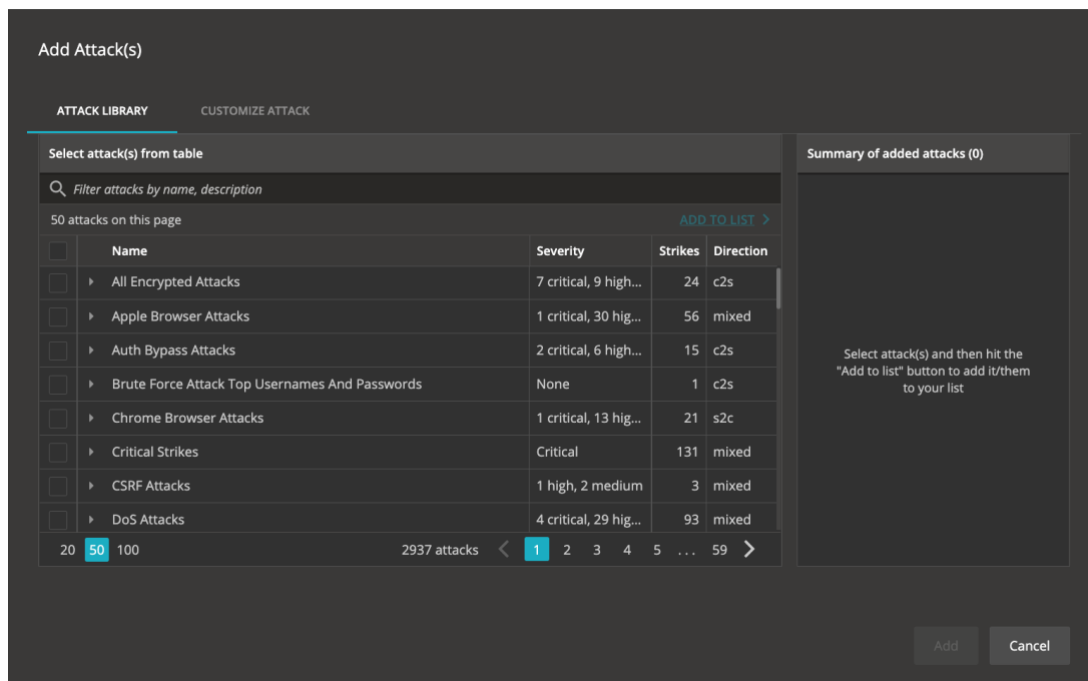 Add Attack(s)
ATTACK LIBRARY CUSTOMIZE ATTACK
Select attack(s) from table
Filter attacks by name, description
50 attacks on this page ADD TO LIST
Name Severity Strikes Direction
All Encrypted Attacks 7 critical, 9 high... 24 c2s
Apple Browser Attacks 1 critical, 30 hig... 56 mixed
Auth Bypass Attacks 2 critical, 6 high... 15 c2s
Brute Force Attack Top Usernames And Passwords None 1 c2s
Chrome Browser Attacks 1 critical, 13 hig... 21 s2c
Critical Strikes Critical 131 mixed
CSRF Attacks 1 high, 2 medium 3 mixed
DoS Attacks 4 critical, 29 hig... 93 mixed
20 50 100 2937 attacks 1 2 3 4 5 ... 59
Summary of added attacks (0)
Select attack(s) and then hit the
"Add to list" button to add it/them
to your list
Add Cancel